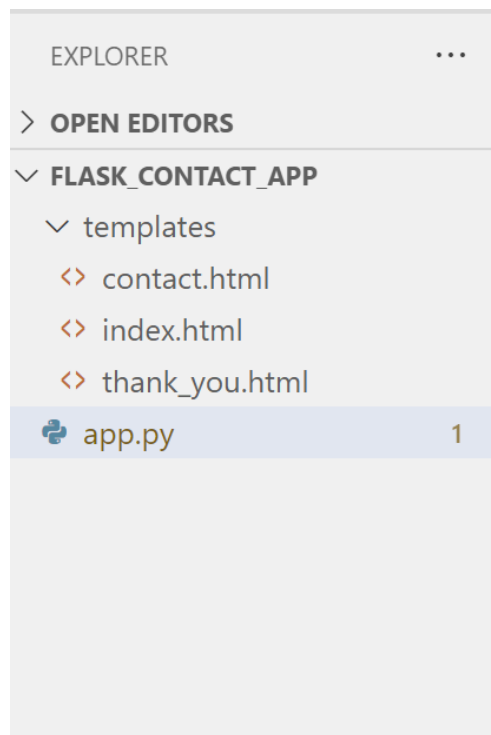 EXPLORER ...
OPEN EDITORS
FLASK_CONTACT_APP
templates
<> contact.html
<> index.html
<> thank_you.html
app.py 1